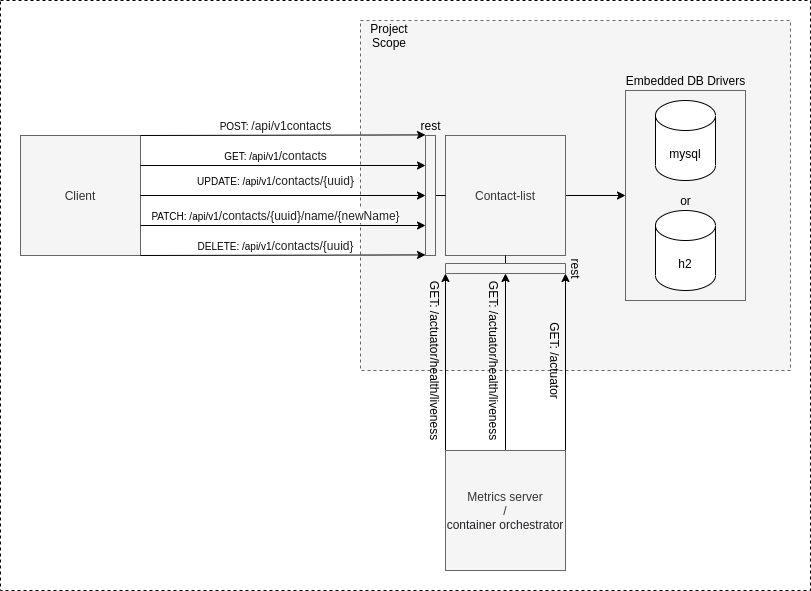 Project
Scope
Embedded DB Drivers
POST: /api/v1contacts
rest
GET: /api/v1/contacts
mysql
UPDATE: /api/v1/contacts/{uuid}
Client
Contact-list
or
PATCH: /api/v1/contacts/{uuid}/name/{newName}
DELETE: /api/v1/contacts/{uuid}
h2
rest
GET: /actuator/health/liveness
GET: /actuator/health/liveness
GET: /actuator
Metrics server
/
container orchestrator